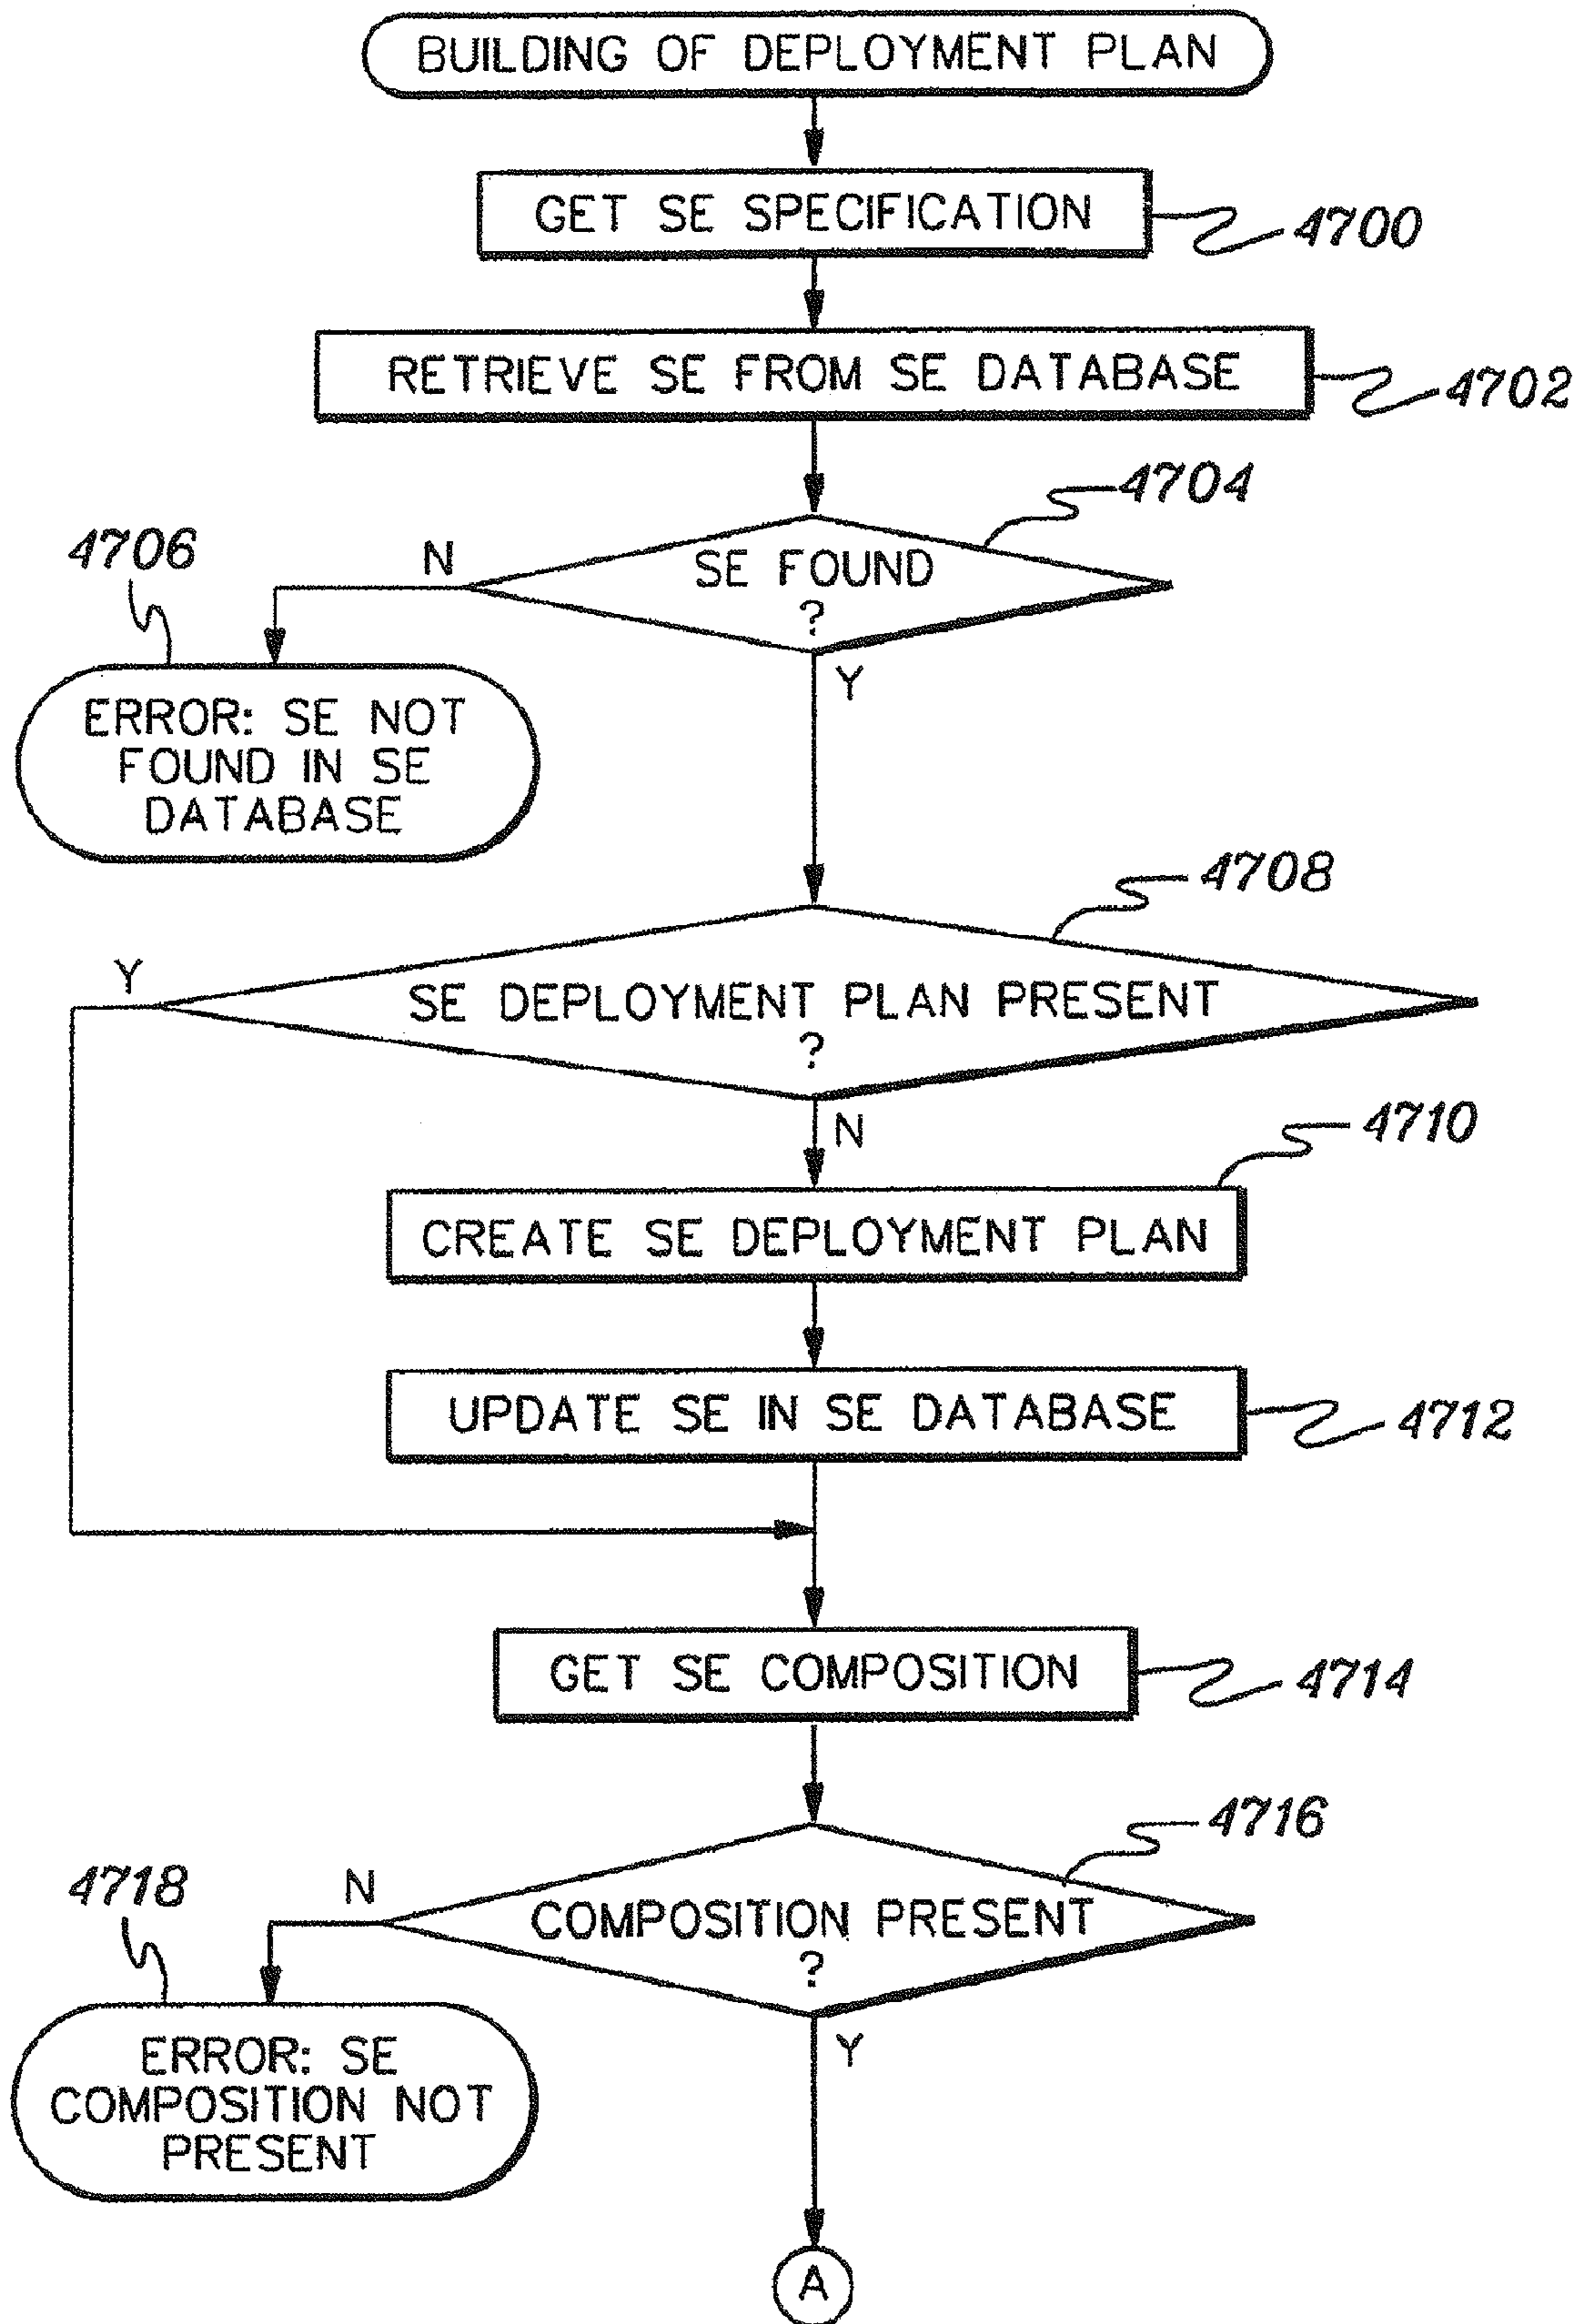 BUILDING OF DEPLOYMENT PLAN
GET SE SPECIFICATION
4700
RETRIEVE SE FROM SE DATABASE
4702
4704
SE FOUND
?
N
Y
4706
ERROR: SE NOT
FOUND IN SE
DATABASE
4708
SE DEPLOYMENT PLAN PRESENT
?
Y
N
4710
CREATE SE DEPLOYMENT PLAN
UPDATE SE IN SE DATABASE
4712
GET SE COMPOSITION
4714
4716
COMPOSITION PRESENT
?
N
Y
4718
ERROR: SE
COMPOSITION NOT
PRESENT
A